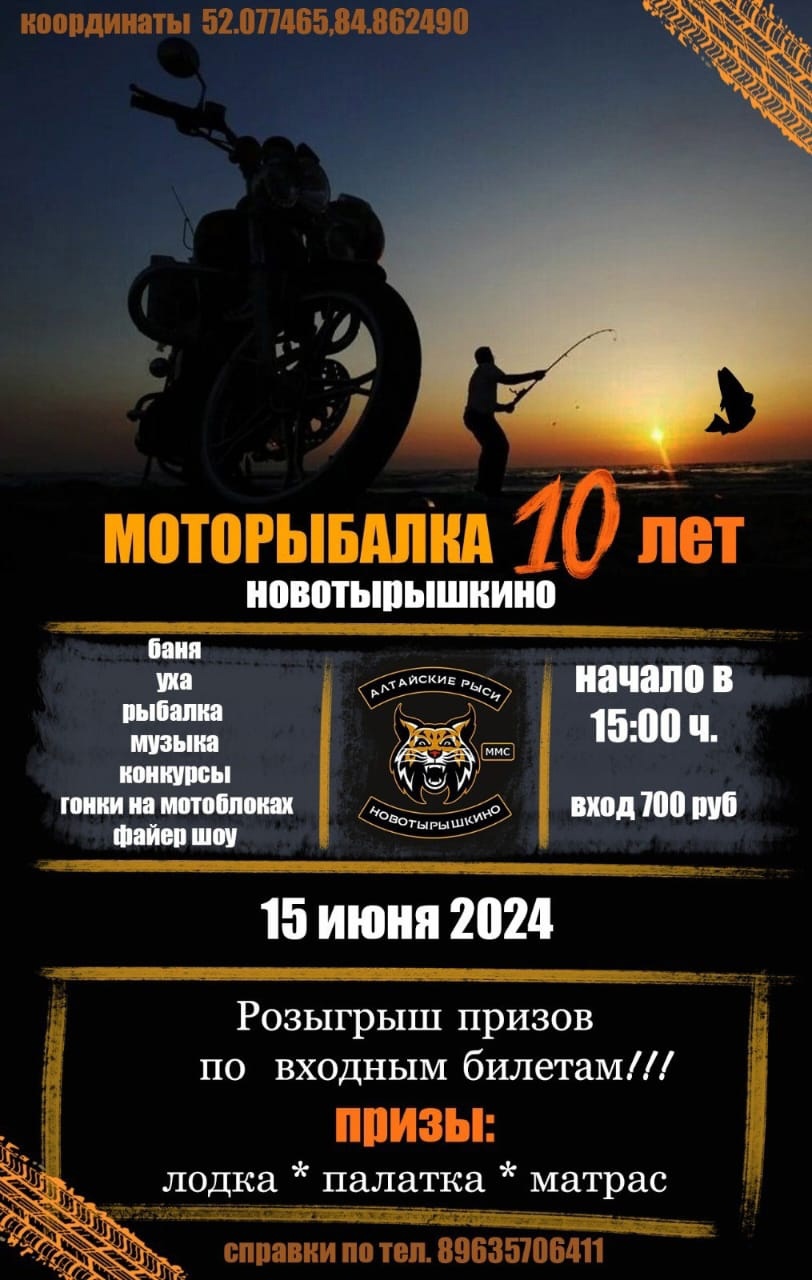 координаты 52.077465,84.862490
МОТОРЫБАЛКА 10 лет
новотырышкино
баня
уха
рыбалка
музыка
конкурсы
гонки на мотоблоках
файер шоу
АЛТАЙСКИЕ РЫСИ
ММС
НОВОТЫРЫШКИНО
начало в
15:00 ч.
вход 700 руб
15 июня 2024
Розыгрыш призов
по входным билетам!!!
призы:
лодка * палатка * матрас
справки по тел. 89635706411